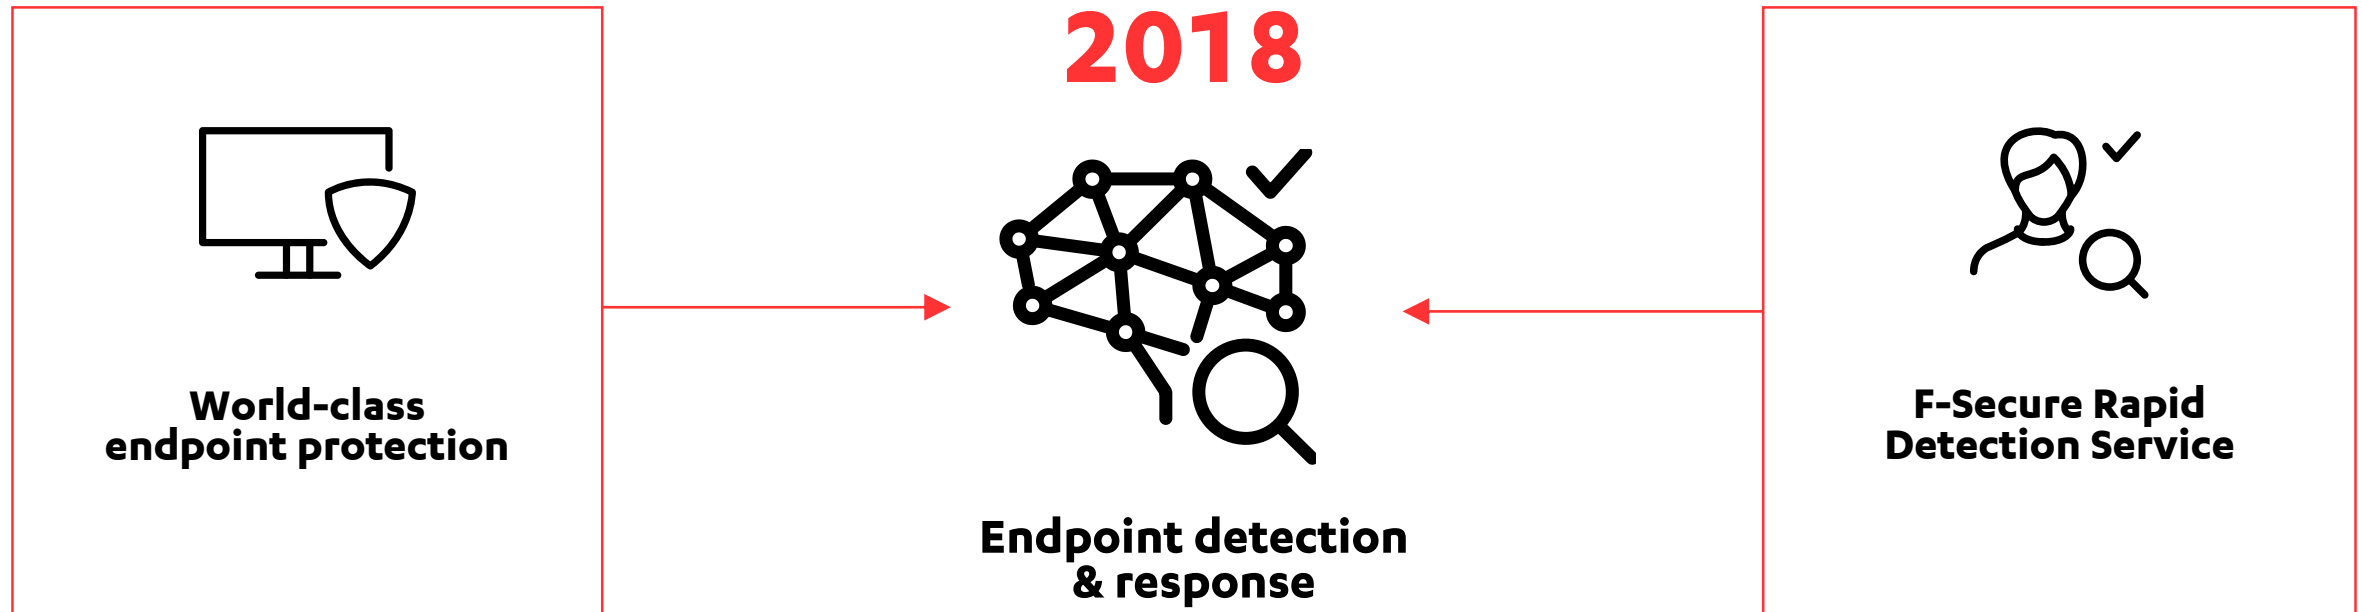 2018
World-class
endpoint protection
F-Secure Rapid
Detection Service
Endpoint detection
& response